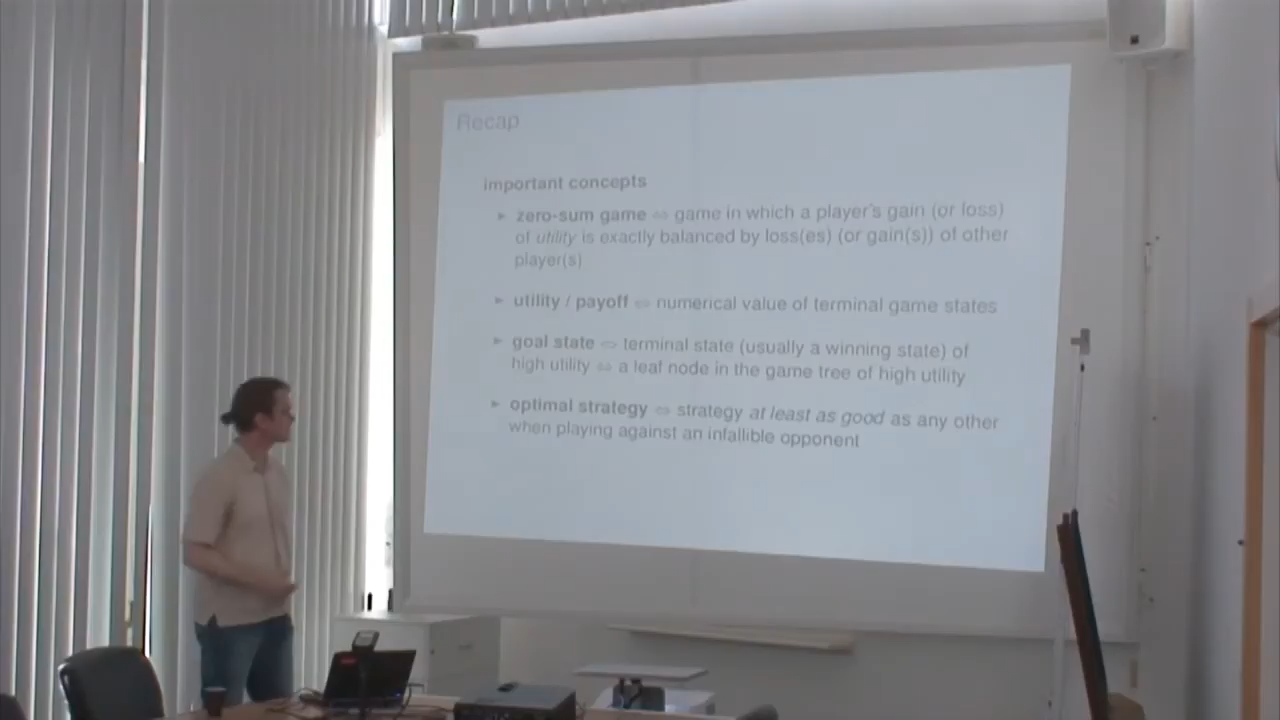 Recap
important concepts
▸ zero-sum game ⇔ game in which a player's gain (or loss)
of utility is exactly balanced by loss(es) (or gain(s)) of other
player(s)
▸ utility / payoff ⇔ numerical value of terminal game states
▸ goal state ⇔ terminal state (usually a winning state) of
high utility ⇔ a leaf node in the game tree of high utility
▸ optimal strategy ⇔ strategy at least as good as any other
when playing against an infallible opponent